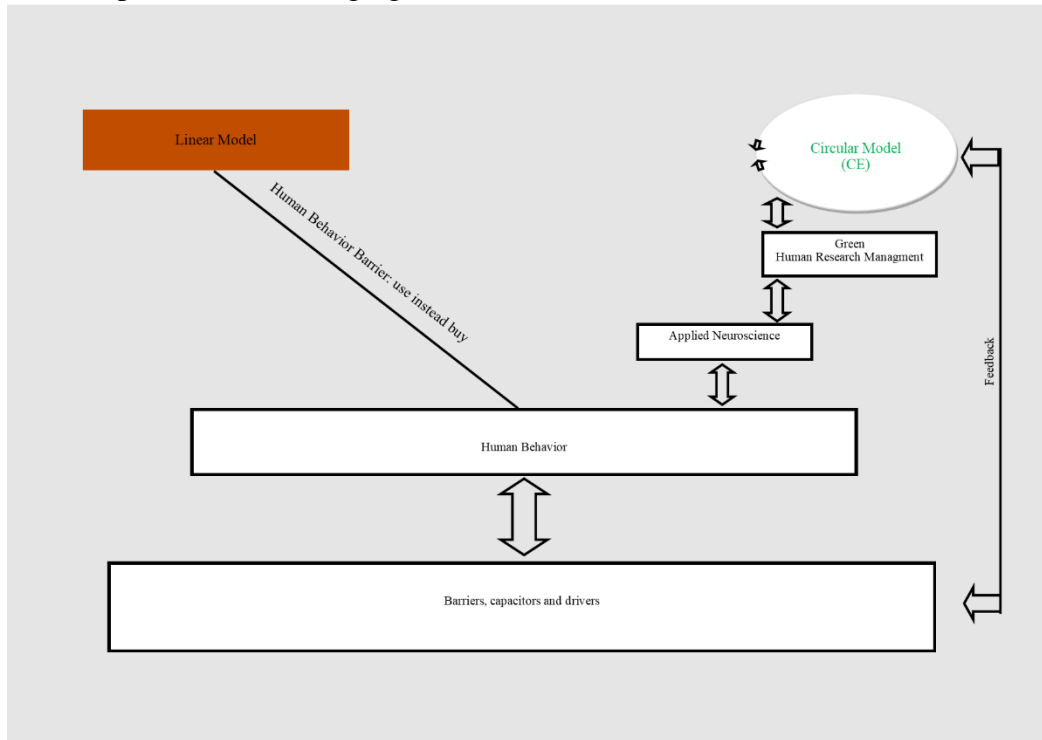 Linear Model
Circular Model
(CE)
Human Behavior Barrier: use instead buy
Green
Human Research Managment
Applied Neuroscience
Feedback
Human Behavior
Barriers, capacitors and drivers